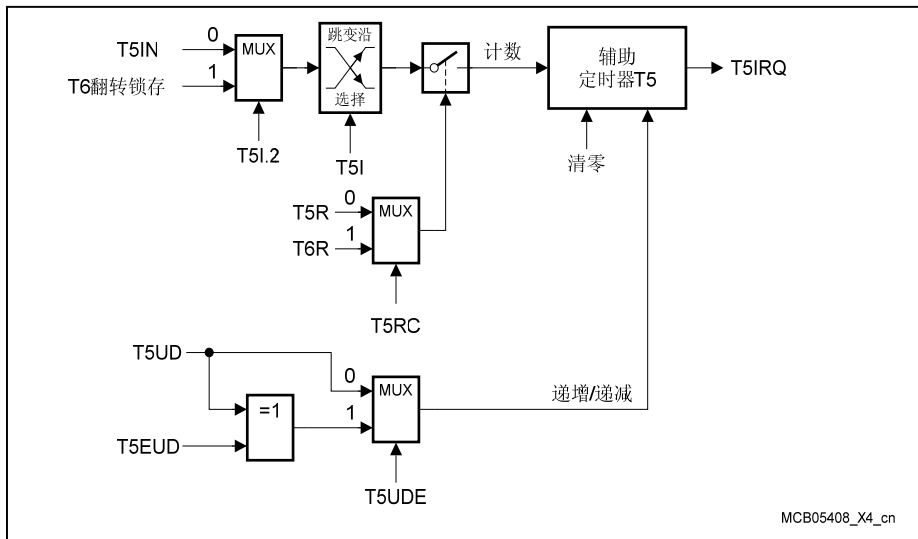 T5IN
0
T6翻转锁存
1
MUX
T5I.2
跳变沿
选择
T5I
计数
辅助
定时器T5
T5IRQ
清零
T5R
0
T6R
1
MUX
T5RC
T5UD
0
T5EUD
=1
1
MUX
T5UDE
递增/递减
MCB05408_X4_cn